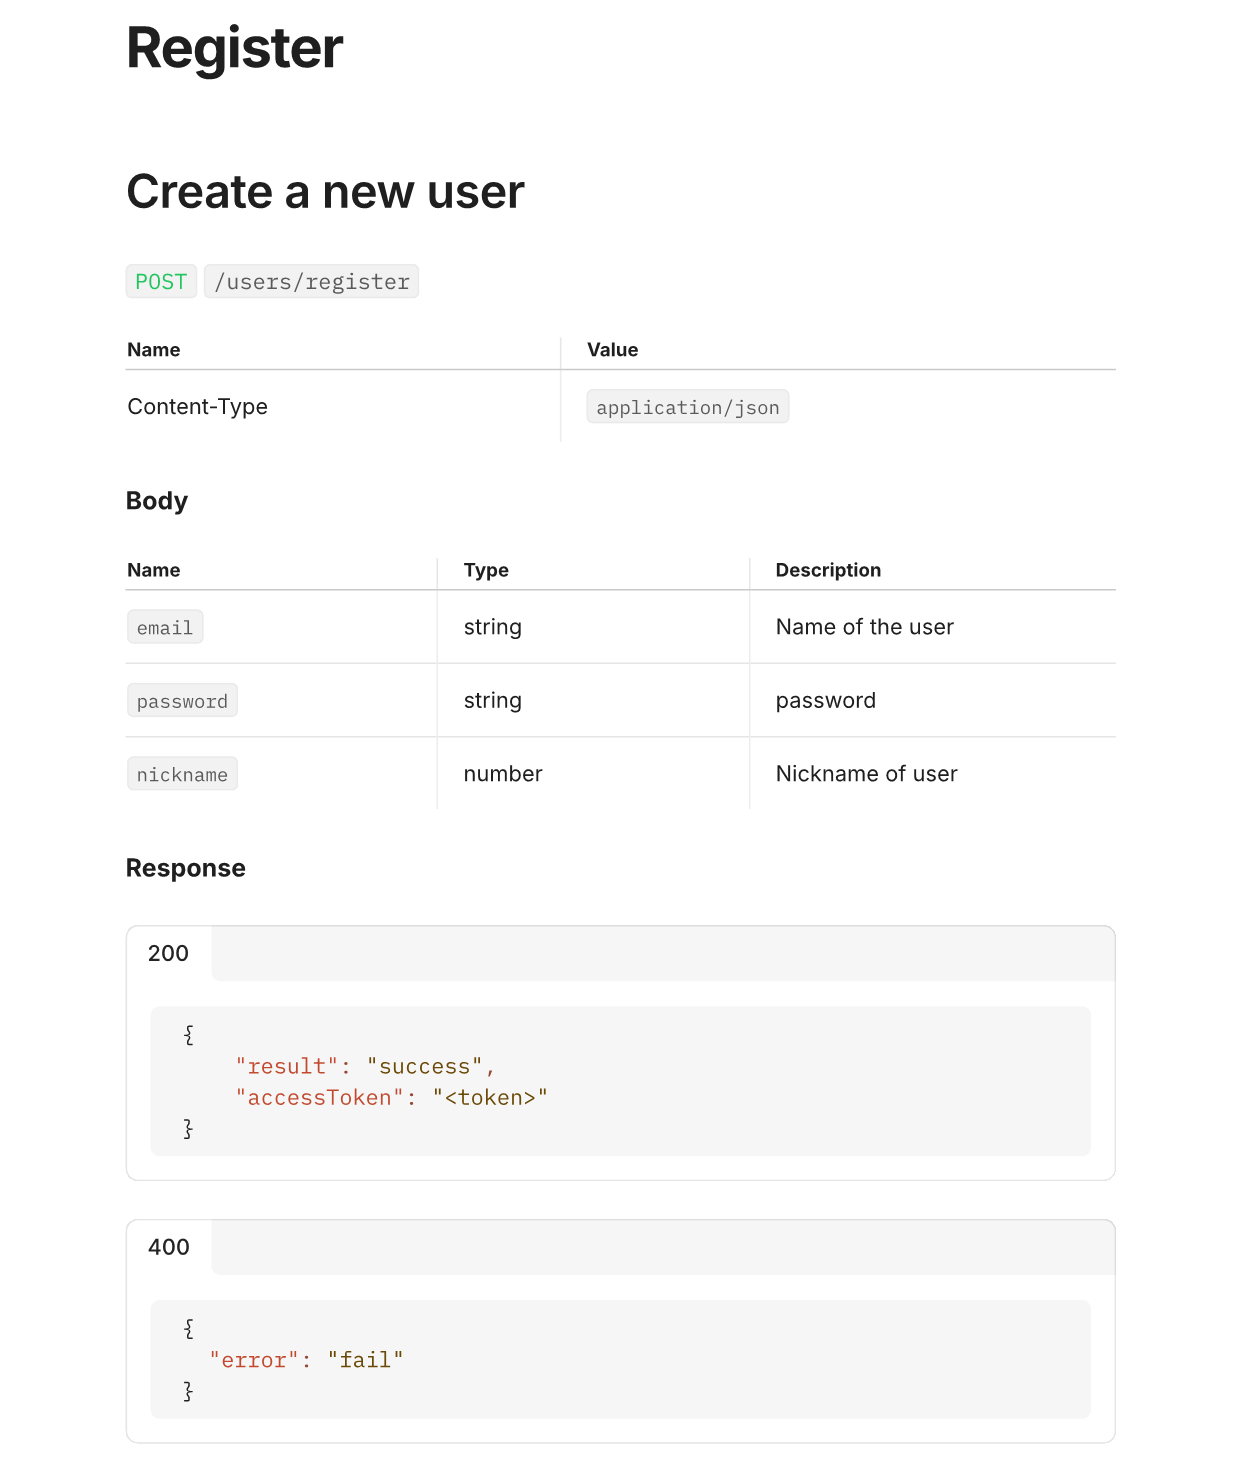 Register
Create a new user
POST /users/register
Name Value
Content-Type application/json
Body
Name Type Description
email string Name of the user
password string password
nickname number Nickname of user
Response
200
{
    "result": "success",
    "accessToken": "<token>"
}
400
{
  "error": "fail"
}